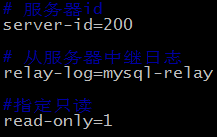 # 服务器id
server-id=200
# 从服务器中继日志
relay-log=mysql-relay
#指定只读
read-only=1